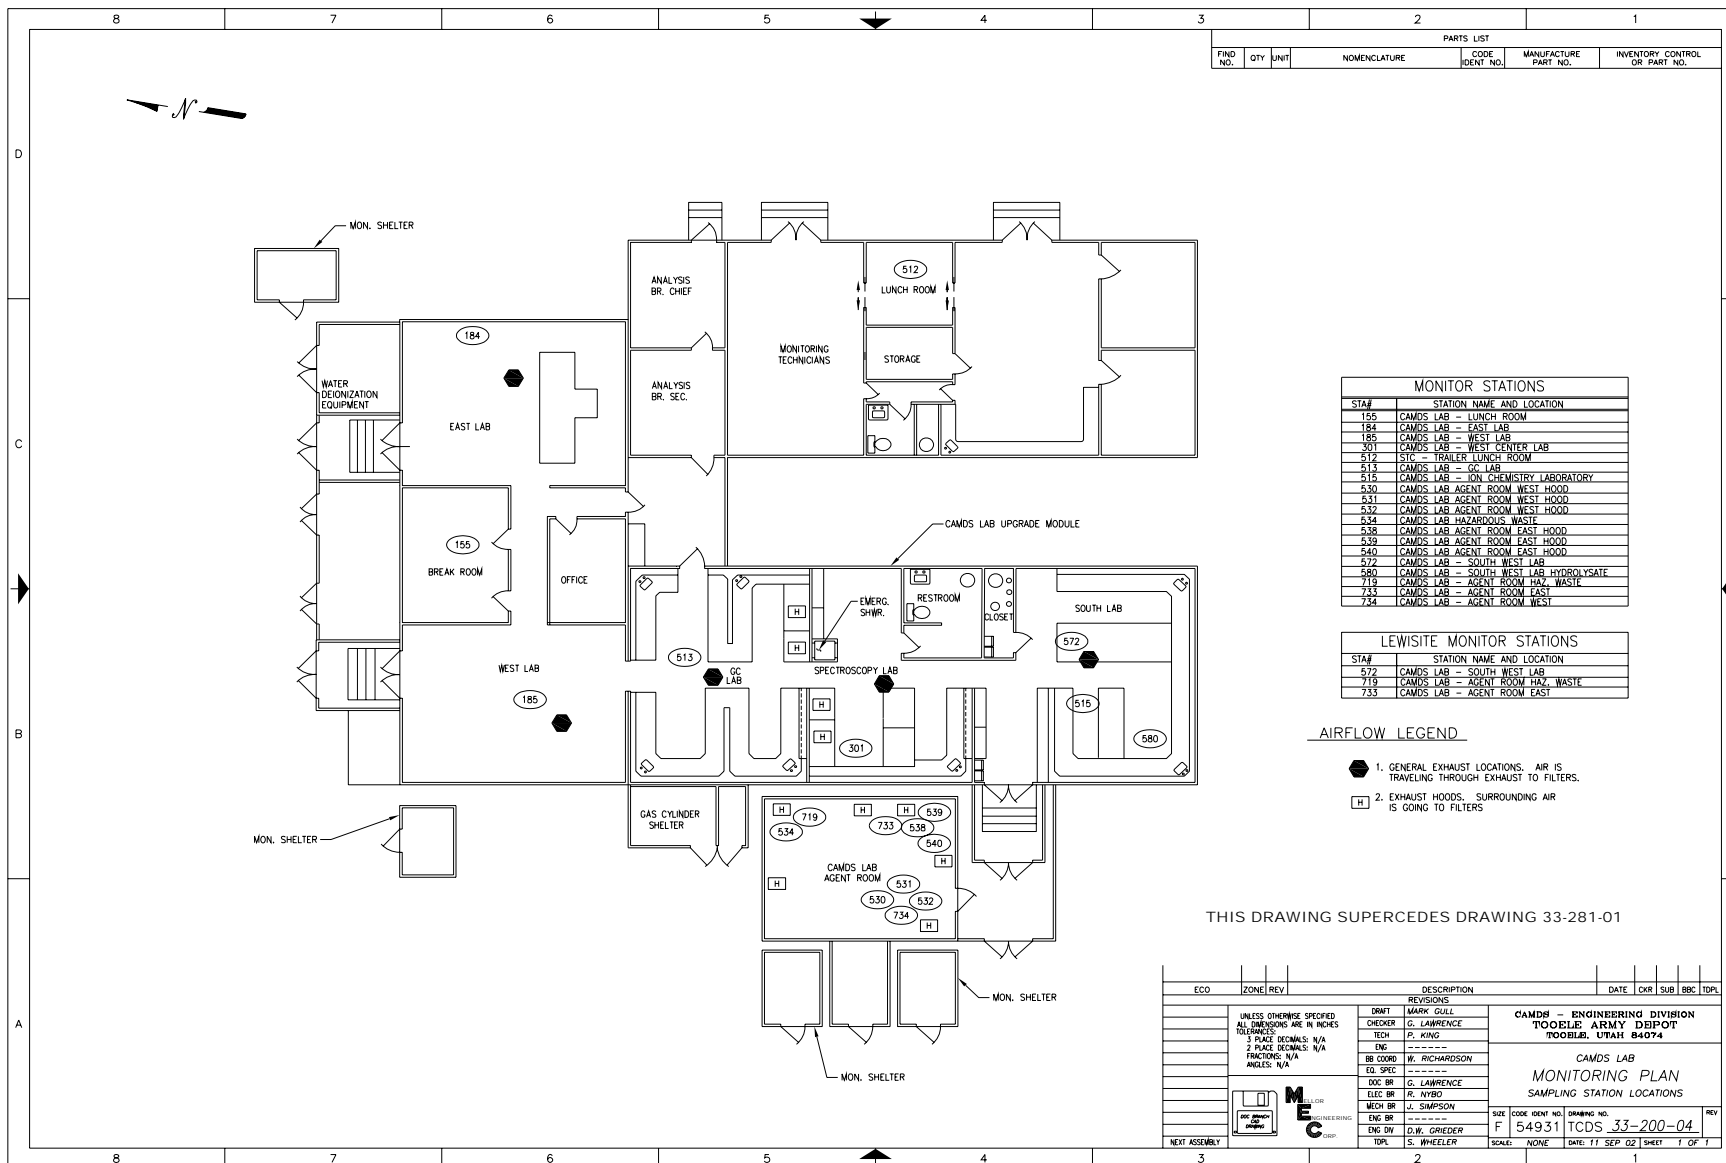 8 7 6 5 4 3 2 1
PARTS LIST
FIND NO. QTY UNIT NOMENCLATURE CODE IDENT NO. MANUFACTURE PART NO. INVENTORY CONTROL OR PART NO.
N
D
MON. SHELTER
ANALYSIS
BR. CHIEF
512
LUNCH ROOM
184
MONITORING
TECHNICIANS
STORAGE
WATER
DEIONIZATION
EQUIPMENT
ANALYSIS
BR. SEC.
EAST LAB
C
MONITOR STATIONS
STA# STATION NAME AND LOCATION
155 CAMDS LAB - LUNCH ROOM
184 CAMDS LAB - EAST LAB
185 CAMDS LAB - WEST LAB
301 CAMDS LAB - WEST CENTER LAB
512 STC - TRAILER LUNCH ROOM
513 CAMDS LAB - GC LAB
515 CAMDS LAB - ION CHEMISTRY LABORATORY
530 CAMDS LAB AGENT ROOM WEST HOOD
531 CAMDS LAB AGENT ROOM WEST HOOD
532 CAMDS LAB AGENT ROOM WEST HOOD
534 CAMDS LAB HAZARDOUS WASTE
538 CAMDS LAB AGENT ROOM EAST HOOD
539 CAMDS LAB AGENT ROOM EAST HOOD
540 CAMDS LAB AGENT ROOM EAST HOOD
572 CAMDS LAB - SOUTH WEST LAB
580 CAMDS LAB - SOUTH WEST LAB HYDROLYSATE
719 CAMDS LAB - AGENT ROOM HAZ. WASTE
733 CAMDS LAB - AGENT ROOM EAST
734 CAMDS LAB - AGENT ROOM WEST
CAMDS LAB UPGRADE MODULE
155
BREAK ROOM
OFFICE
EMERG.
SHWR.
RESTROOM
CLOSET
SOUTH LAB
H
H
572
513
WEST LAB
GC
LAB
SPECTROSCOPY LAB
185
H
H
301
515
580
LEWISITE MONITOR STATIONS
STA# STATION NAME AND LOCATION
572 CAMDS LAB - SOUTH WEST LAB
719 CAMDS LAB - AGENT ROOM HAZ. WASTE
733 CAMDS LAB - AGENT ROOM EAST
B
AIRFLOW LEGEND
1. GENERAL EXHAUST LOCATIONS. AIR IS
TRAVELING THROUGH EXHAUST TO FILTERS.
H 2. EXHAUST HOODS. SURROUNDING AIR
IS GOING TO FILTERS
MON. SHELTER
GAS CYLINDER
SHELTER
H H H
719 539
534 733 538
540
H
CAMDS LAB
AGENT ROOM
H
531
530 532
734
H
THIS DRAWING SUPERCEDES DRAWING 33-281-01
MON. SHELTER
MON. SHELTER
A
ECO ZONE REV DESCRIPTION DATE CKR SUB BBC TDPL
REVISIONS
UNLESS OTHERWISE SPECIFIED
ALL DIMENSIONS ARE IN INCHES
TOLERANCES:
3 PLACE DECIMALS: N/A
2 PLACE DECIMALS: N/A
FRACTIONS: N/A
ANGLES: N/A
DOC BRANCH
CAD
DRAWING
MELLOR
ENGINEERING
CORP.
NEXT ASSEMBLY
DRAFT MARK GULL
CHECKER G. LAWRENCE
TECH P. KING
ENG ------
BB COORD W. RICHARDSON
EQ. SPEC ------
DOC BR G. LAWRENCE
ELEC BR R. NYBO
MECH BR J. SIMPSON
ENG BR ------
ENG DIV D.W. GRIEDER
TDPL S. WHEELER
CAMDS - ENGINEERING DIVISION
TOOELE ARMY DEPOT
TOOELE, UTAH 84074
CAMDS LAB
MONITORING PLAN
SAMPLING STATION LOCATIONS
SIZE F CODE IDENT NO. 54931 DRAWING NO. TCDS 33-200-04 REV
SCALE: NONE DATE: 11 SEP 02 SHEET 1 OF 1
8 7 6 5 4 3 2 1